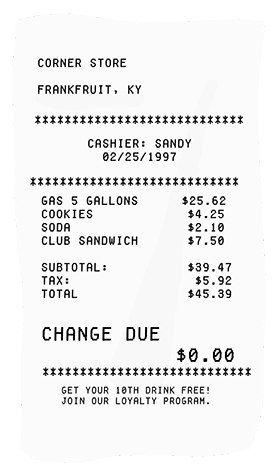 CORNER STORE
FRANKFRUIT, KY
******************************
CASHIER: SANDY
02/25/1997
******************************
GAS 5 GALLONS $25.62
COOKIES $4.25
SODA $2.10
CLUB SANDWICH $7.50
SUBTOTAL: $39.47
TAX: $5.92
TOTAL $45.39
CHANGE DUE
$0.00
******************************
GET YOUR 10TH DRINK FREE!
JOIN OUR LOYALTY PROGRAM.